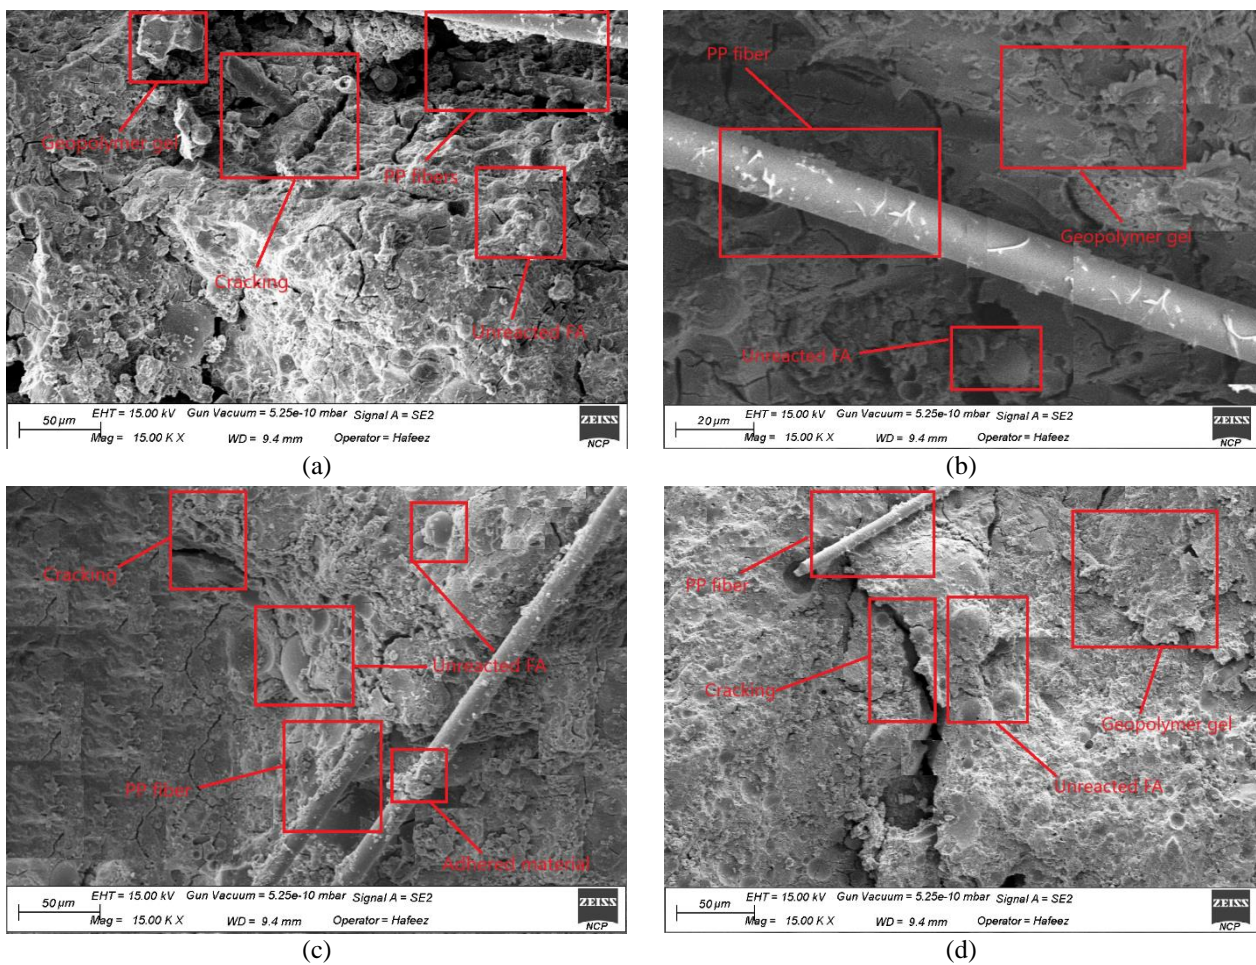 Geopolymer gel
PP fibers
Cracking
Unreacted FA
50 µm
EHT = 15.00 kV Gun Vacuum = 5.25e-10 mbar Signal A = SE2
Mag = 15.00 K X WD = 9.4 mm Operator = Hafeez
ZEISS
NCP
(a)
PP fiber
Geopolymer gel
Unreacted FA
20 µm
EHT = 15.00 kV Gun Vacuum = 5.25e-10 mbar Signal A = SE2
Mag = 15.00 K X WD = 9.4 mm Operator = Hafeez
ZEISS
NCP
(b)
Cracking
Unreacted FA
PP fiber
Adhered material
50 µm
EHT = 15.00 kV Gun Vacuum = 5.25e-10 mbar Signal A = SE2
Mag = 15.00 K X WD = 9.4 mm Operator = Hafeez
ZEISS
NCP
(c)
PP fiber
Cracking
Geopolymer gel
Unreacted FA
50 µm
EHT = 15.00 kV Gun Vacuum = 5.25e-10 mbar Signal A = SE2
Mag = 15.00 K X WD = 9.4 mm Operator = Hafeez
ZEISS
NCP
(d)